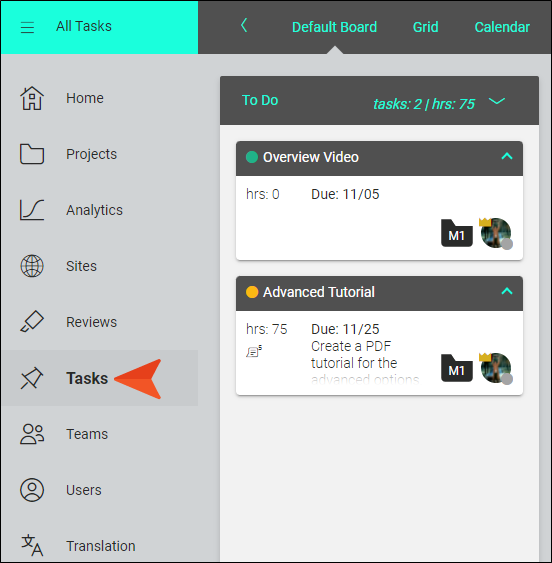 All Tasks
Default Board
Grid
Calendar
Home
Projects
Analytics
Sites
Reviews
Tasks
Teams
Users
Translation
To Do
tasks: 2 | hrs: 75
Overview Video
hrs: 0
Due: 11/05
M1
Advanced Tutorial
hrs: 75
5
Due: 11/25
Create a PDF
tutorial for the
advanced options
M1